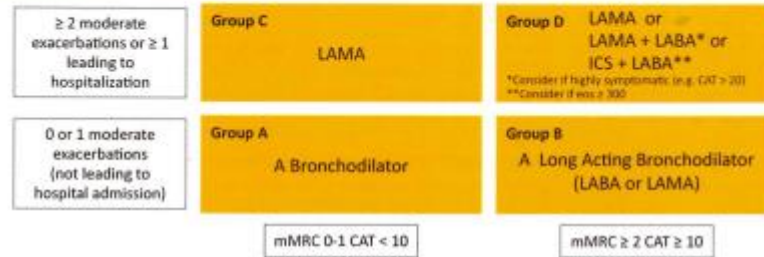 ≥ 2 moderate
exacerbations or ≥ 1
leading to
hospitalization
Group C
LAMA
Group D
LAMA or
LAMA + LABA* or
ICS + LABA**
*Consider if highly symptomatic (e.g. CAT > 20)
**Consider if eos ≥ 300
0 or 1 moderate
exacerbations
(not leading to
hospital admission)
Group A
A Bronchodilator
Group B
A Long Acting Bronchodilator
(LABA or LAMA)
mMRC 0-1 CAT < 10
mMRC ≥ 2 CAT ≥ 10